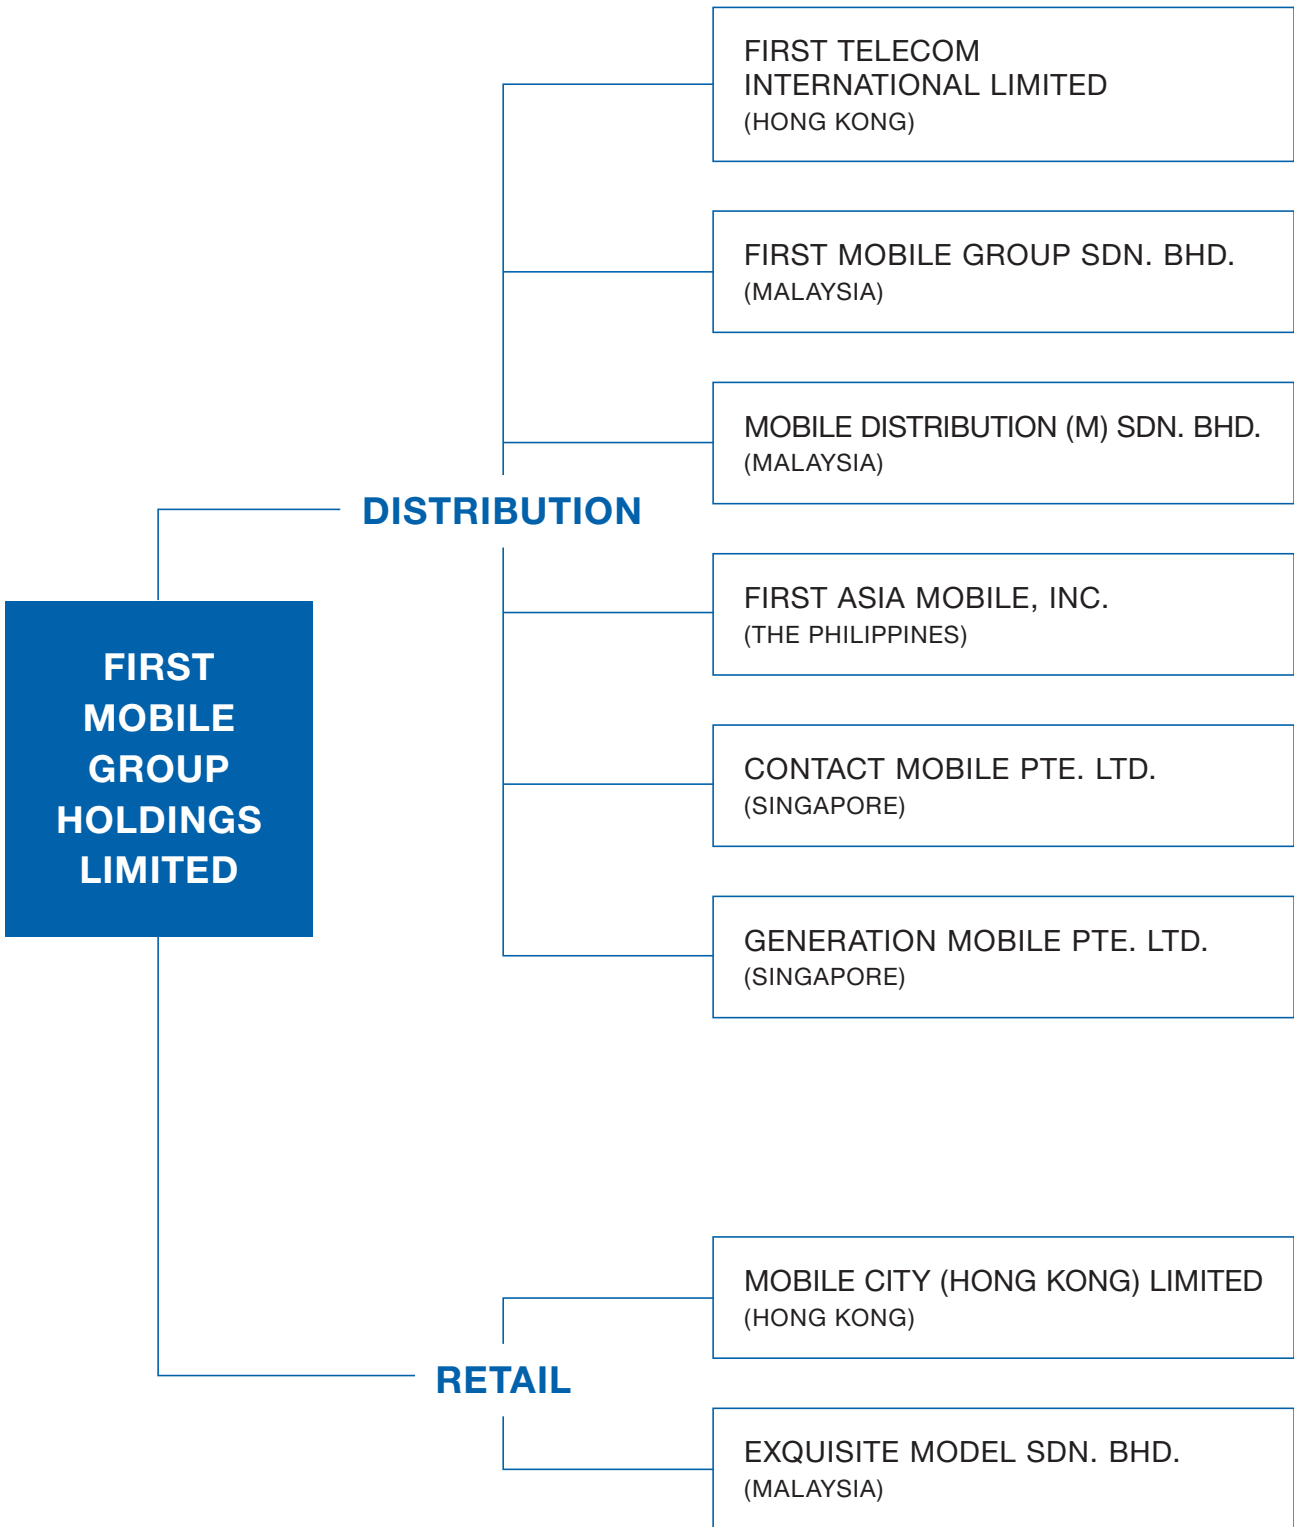 FIRST TELECOM
INTERNATIONAL LIMITED
(HONG KONG)
FIRST MOBILE GROUP SDN. BHD.
(MALAYSIA)
MOBILE DISTRIBUTION (M) SDN. BHD.
(MALAYSIA)
DISTRIBUTION
FIRST ASIA MOBILE, INC.
(THE PHILIPPINES)
FIRST
MOBILE
GROUP
HOLDINGS
LIMITED
CONTACT MOBILE PTE. LTD.
(SINGAPORE)
GENERATION MOBILE PTE. LTD.
(SINGAPORE)
MOBILE CITY (HONG KONG) LIMITED
(HONG KONG)
RETAIL
EXQUISITE MODEL SDN. BHD.
(MALAYSIA)